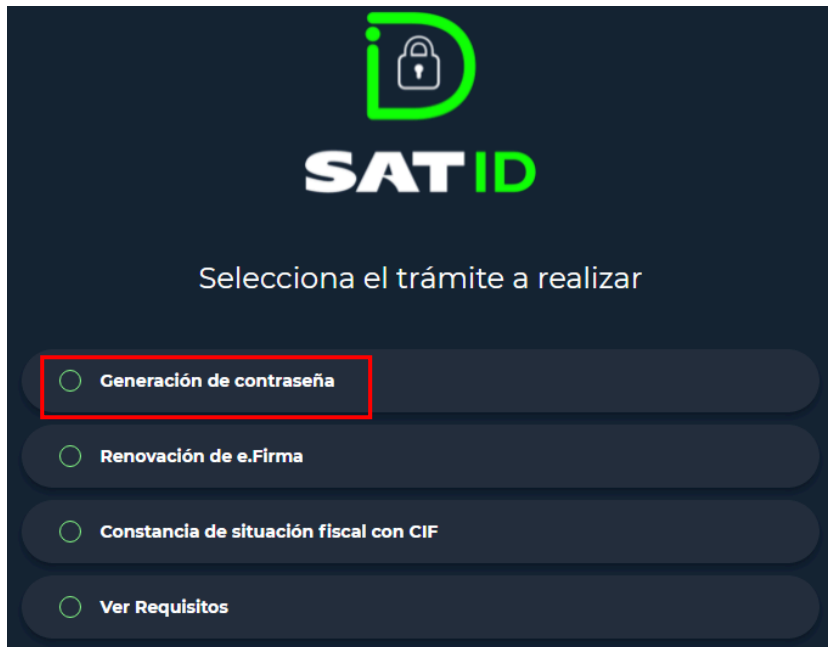 SAT ID
Selecciona el trámite a realizar
Generación de contraseña
Renovación de e.Firma
Constancia de situación fiscal con CIF
Ver Requisitos